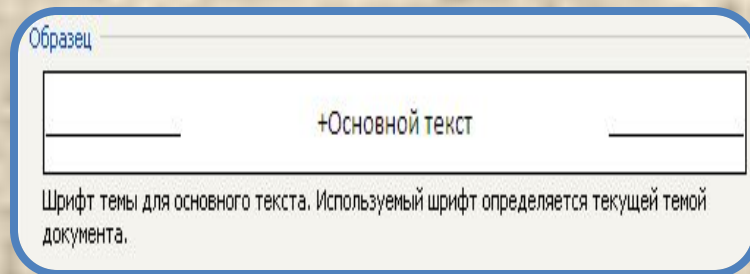 Образец
+Основной текст
Шрифт темы для основного текста. Используемый шрифт определяется текущей темой
документа.